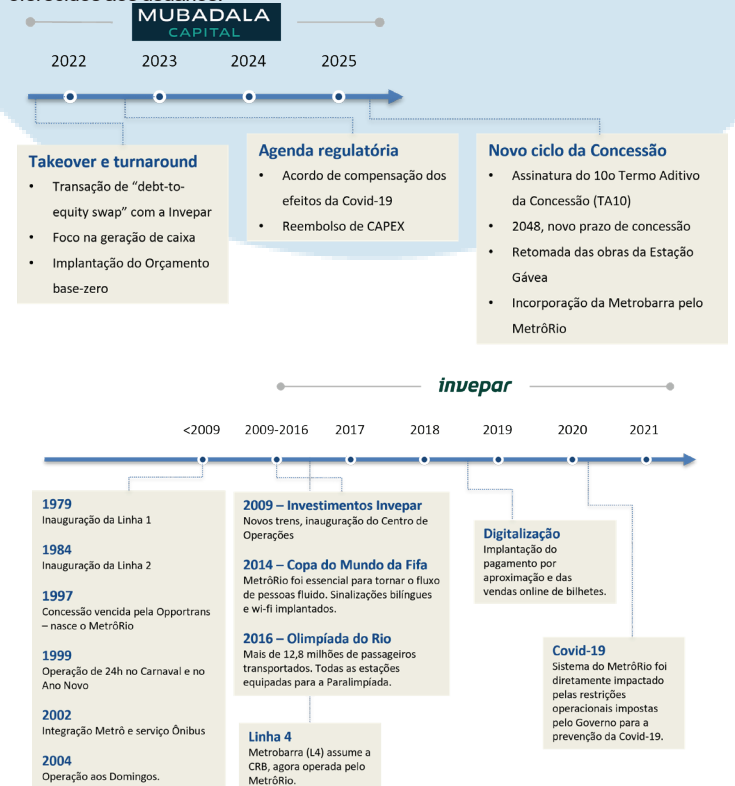 MUBADALA
CAPITAL
2022 2023 2024 2025
Takeover e turnaround
• Transação de “debt-to-
equity swap” com a Invepar
• Foco na geração de caixa
• Implantação do Orçamento
base-zero
Agenda regulatória
• Acordo de compensação dos
efeitos da Covid-19
• Reembolso de CAPEX
Novo ciclo da Concessão
• Assinatura do 10o Termo Aditivo
da Concessão (TA10)
• 2048, novo prazo de concessão
• Retomada das obras da Estação
Gávea
• Incorporação da Metrobarra pelo
MetrôRio
invepar
<2009 2009-2016 2017 2018 2019 2020 2021
1979
Inauguração da Linha 1
1984
Inauguração da Linha 2
1997
Concessão vencida pela Opportrans
– nasce o MetrôRio
1999
Operação de 24h no Carnaval e no
Ano Novo
2002
Integração Metrô e serviço Ônibus
2004
Operação aos Domingos.
2009 – Investimentos Invepar
Novos trens, inauguração do Centro de
Operações
2014 – Copa do Mundo da Fifa
MetrôRio foi essencial para tornar o fluxo
de pessoas fluido. Sinalizações bilíngues
e wi-fi implantados.
2016 – Olimpíada do Rio
Mais de 12,8 milhões de passageiros
transportados. Todas as estações
equipadas para a Paralimpíada.
Linha 4
Metrobarra (L4) assume a
CRB, agora operada pelo
MetrôRio.
Digitalização
Implantação do
pagamento por
aproximação e das
vendas online de bilhetes.
Covid-19
Sistema do MetrôRio foi
diretamente impactado
pelas restrições
operacionais impostas
pelo Governo para a
prevenção da Covid-19.